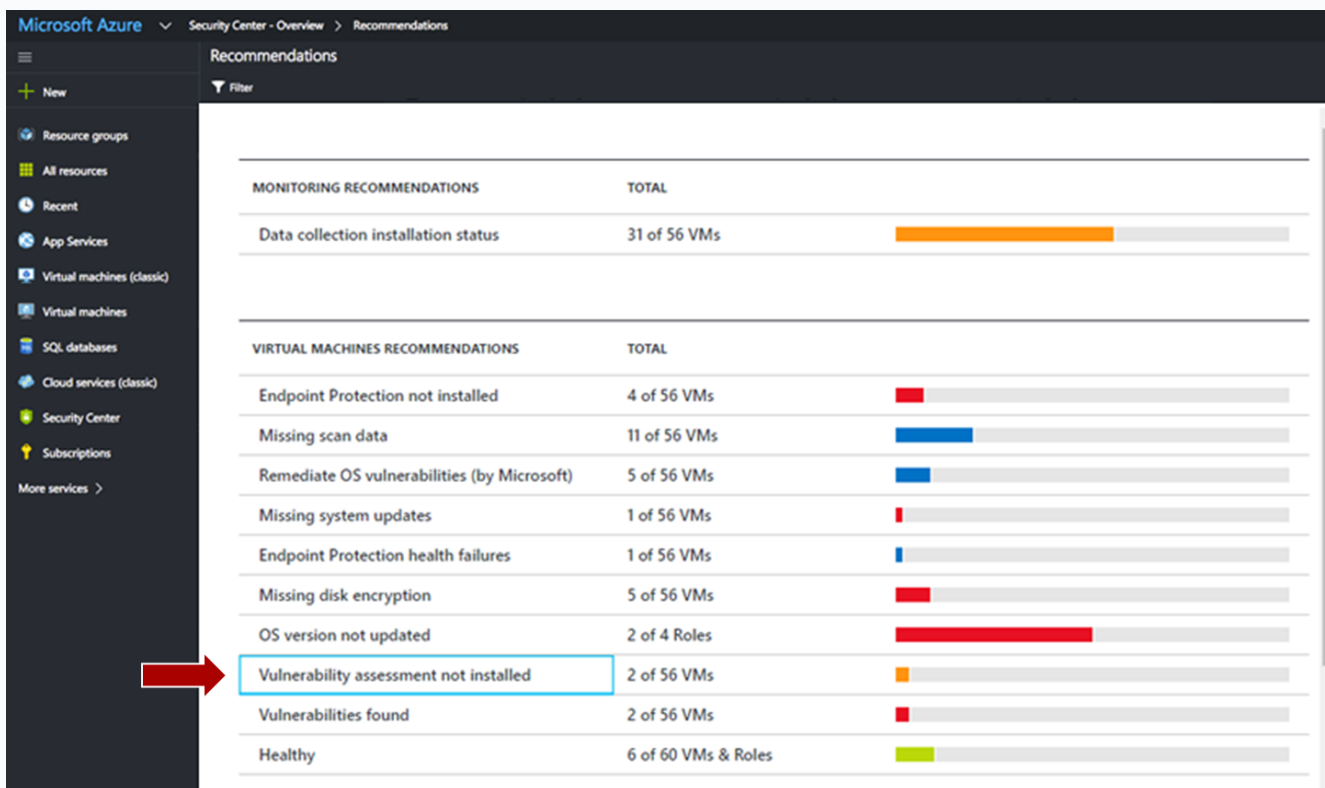 Microsoft Azure Security Center - Overview > Recommendations
Recommendations
New
Filter
Resource groups
All resources
Recent
App Services
Virtual machines (classic)
Virtual machines
SQL databases
Cloud services (classic)
Security Center
Subscriptions
More services >
MONITORING RECOMMENDATIONS TOTAL
Data collection installation status 31 of 56 VMs
VIRTUAL MACHINES RECOMMENDATIONS TOTAL
Endpoint Protection not installed 4 of 56 VMs
Missing scan data 11 of 56 VMs
Remediate OS vulnerabilities (by Microsoft) 5 of 56 VMs
Missing system updates 1 of 56 VMs
Endpoint Protection health failures 1 of 56 VMs
Missing disk encryption 5 of 56 VMs
OS version not updated 2 of 4 Roles
Vulnerability assessment not installed 2 of 56 VMs
Vulnerabilities found 2 of 56 VMs
Healthy 6 of 60 VMs & Roles